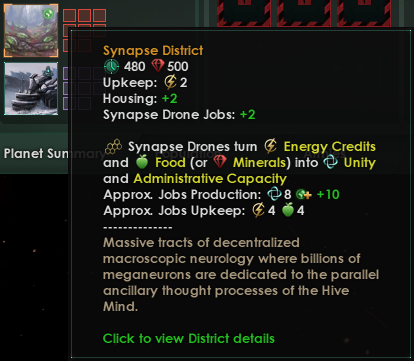 Synapse District
480 500
Upkeep: 2
Housing: +2
Synapse Drone Jobs: +2
Synapse Drones turn Energy Credits
and Food (or Minerals) into Unity
and Administrative Capacity
Approx. Jobs Production: 8 +10
Approx. Jobs Upkeep: 4 4
--------------
Massive tracts of decentralized
macroscopic neurology where billions of
meganeurons are dedicated to the parallel
ancillary thought processes of the Hive
Mind.
Click to view District details
Planet Summary